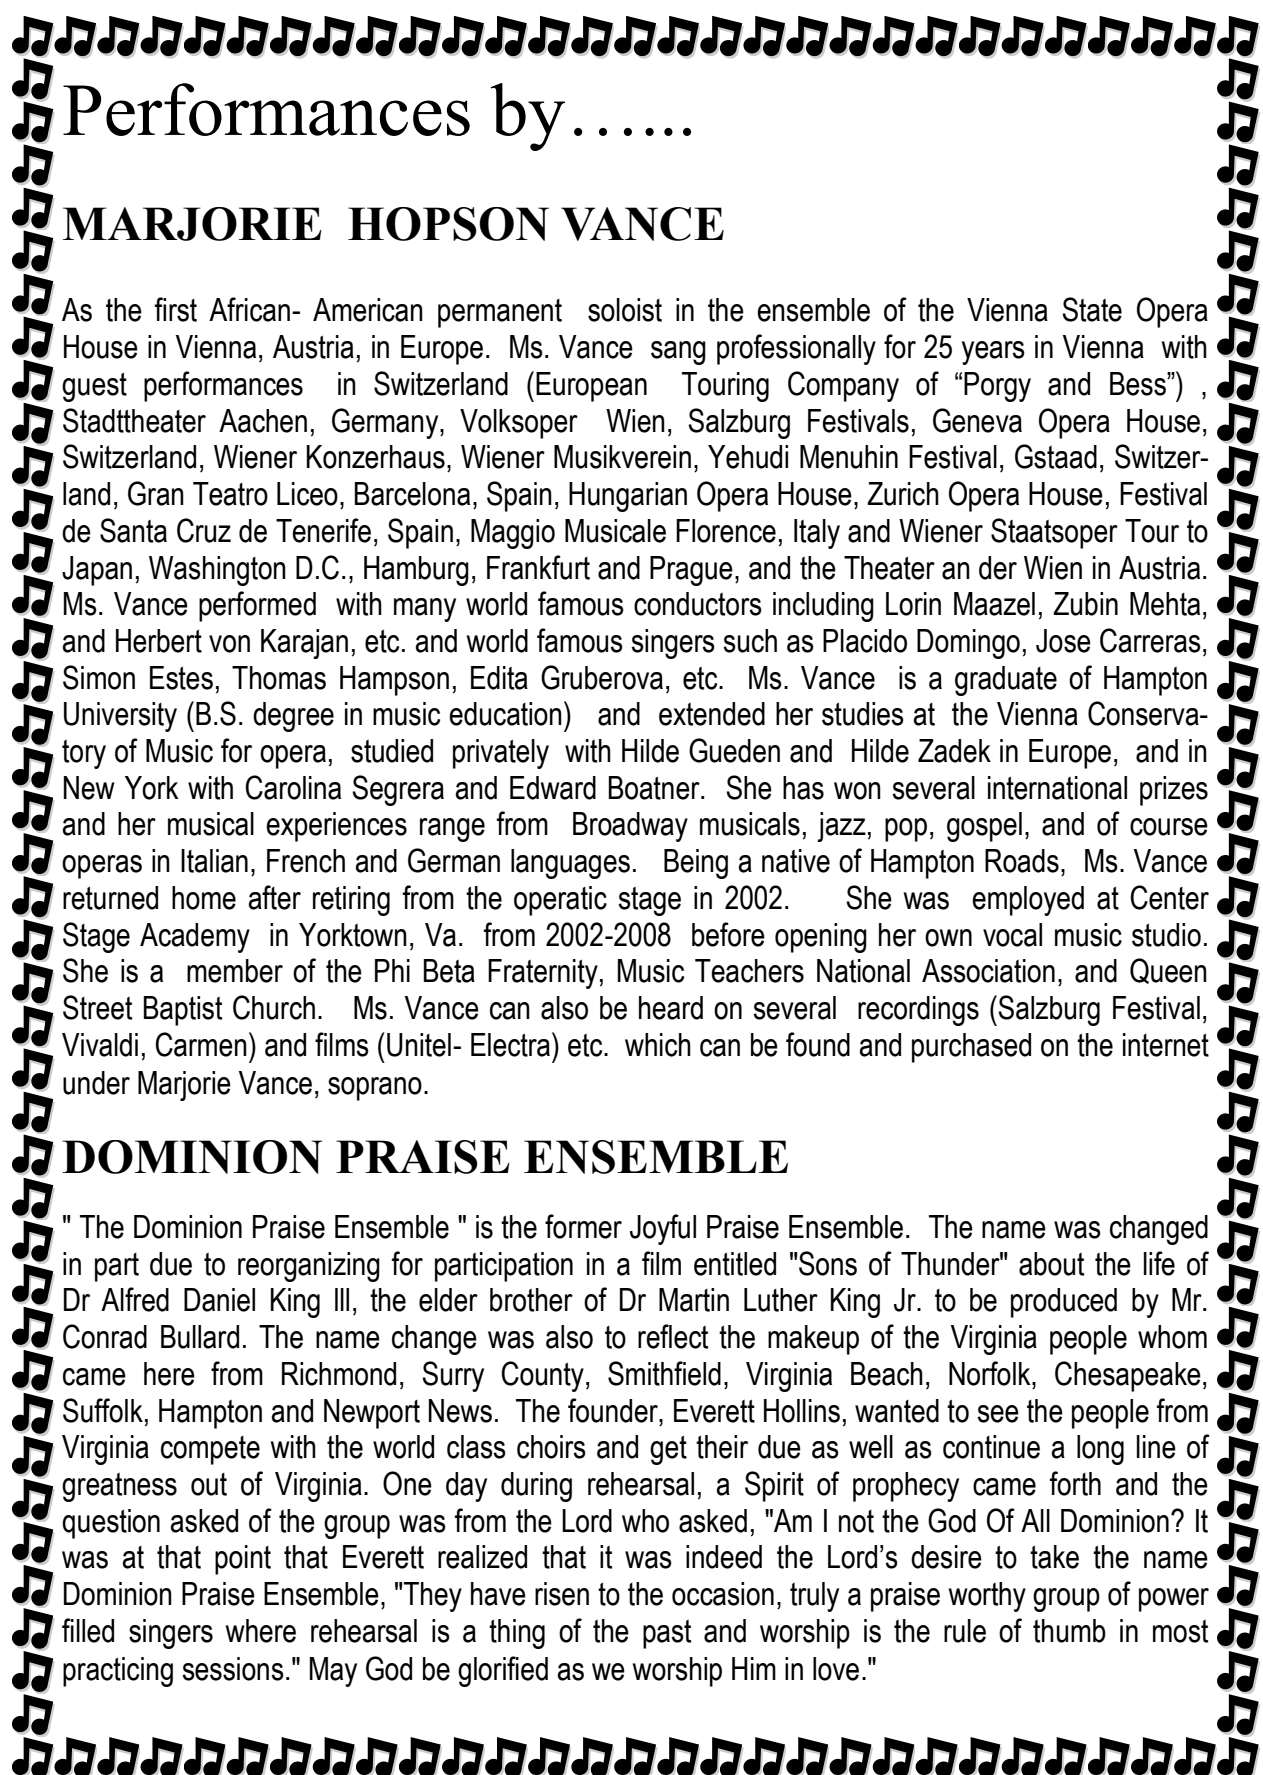 Performances by…...
MARJORIE HOPSON VANCE
As the first African- American permanent soloist in the ensemble of the Vienna State Opera
House in Vienna, Austria, in Europe. Ms. Vance sang professionally for 25 years in Vienna with
guest performances in Switzerland (European Touring Company of “Porgy and Bess”) ,
Stadttheater Aachen, Germany, Volksoper Wien, Salzburg Festivals, Geneva Opera House,
Switzerland, Wiener Konzerhaus, Wiener Musikverein, Yehudi Menuhin Festival, Gstaad, Switzer-
land, Gran Teatro Liceo, Barcelona, Spain, Hungarian Opera House, Zurich Opera House, Festival
de Santa Cruz de Tenerife, Spain, Maggio Musicale Florence, Italy and Wiener Staatsoper Tour to
Japan, Washington D.C., Hamburg, Frankfurt and Prague, and the Theater an der Wien in Austria.
Ms. Vance performed with many world famous conductors including Lorin Maazel, Zubin Mehta,
and Herbert von Karajan, etc. and world famous singers such as Placido Domingo, Jose Carreras,
Simon Estes, Thomas Hampson, Edita Gruberova, etc. Ms. Vance is a graduate of Hampton
University (B.S. degree in music education) and extended her studies at the Vienna Conserva-
tory of Music for opera, studied privately with Hilde Gueden and Hilde Zadek in Europe, and in
New York with Carolina Segrera and Edward Boatner. She has won several international prizes
and her musical experiences range from Broadway musicals, jazz, pop, gospel, and of course
operas in Italian, French and German languages. Being a native of Hampton Roads, Ms. Vance
returned home after retiring from the operatic stage in 2002. She was employed at Center
Stage Academy in Yorktown, Va. from 2002-2008 before opening her own vocal music studio.
She is a member of the Phi Beta Fraternity, Music Teachers National Association, and Queen
Street Baptist Church. Ms. Vance can also be heard on several recordings (Salzburg Festival,
Vivaldi, Carmen) and films (Unitel- Electra) etc. which can be found and purchased on the internet
under Marjorie Vance, soprano.
DOMINION PRAISE ENSEMBLE
" The Dominion Praise Ensemble " is the former Joyful Praise Ensemble. The name was changed
in part due to reorganizing for participation in a film entitled "Sons of Thunder" about the life of
Dr Alfred Daniel King lll, the elder brother of Dr Martin Luther King Jr. to be produced by Mr.
Conrad Bullard. The name change was also to reflect the makeup of the Virginia people whom
came here from Richmond, Surry County, Smithfield, Virginia Beach, Norfolk, Chesapeake,
Suffolk, Hampton and Newport News. The founder, Everett Hollins, wanted to see the people from
Virginia compete with the world class choirs and get their due as well as continue a long line of
greatness out of Virginia. One day during rehearsal, a Spirit of prophecy came forth and the
question asked of the group was from the Lord who asked, "Am I not the God Of All Dominion? It
was at that point that Everett realized that it was indeed the Lord’s desire to take the name
Dominion Praise Ensemble, "They have risen to the occasion, truly a praise worthy group of power
filled singers where rehearsal is a thing of the past and worship is the rule of thumb in most
practicing sessions." May God be glorified as we worship Him in love."